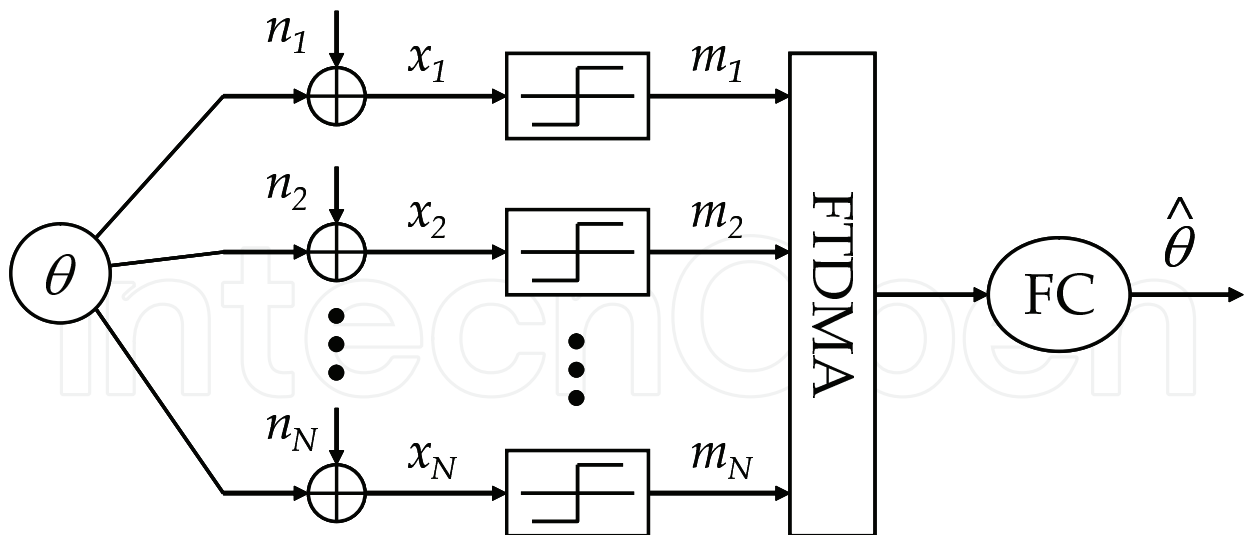 n1
x1
m1
n2
x2
m2
θ
FTDMA
FC
θ̂
nN
xN
mN
IntechOpen